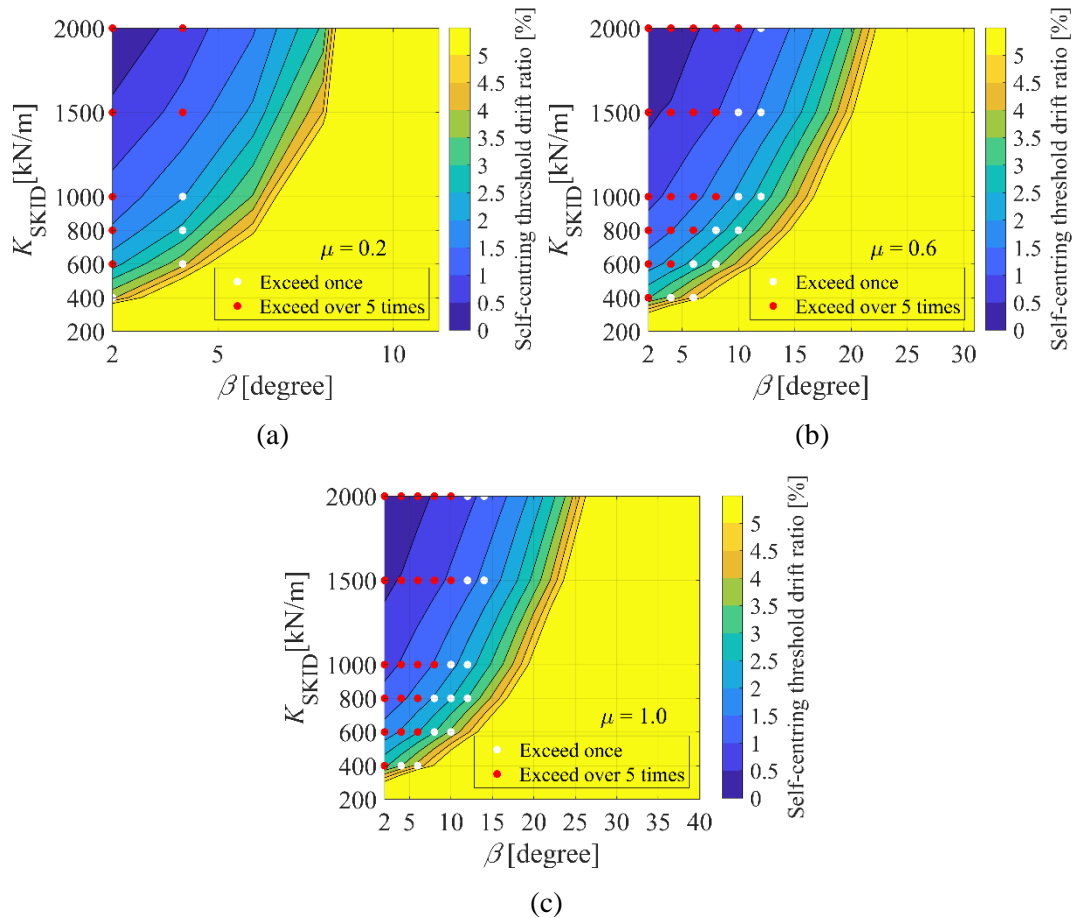 2000
1500
1000
800
600
400
200
K_SKID [kN/m]
μ = 0.2
Exceed once
Exceed over 5 times
2 5 10
β [degree]
5
4.5
4
3.5
3
2.5
2
1.5
1
0.5
0
Self-centring threshold drift ratio [%]
(a)
2000
1500
1000
800
600
400
200
K_SKID [kN/m]
μ = 0.6
Exceed once
Exceed over 5 times
2 5 10 15 20 25 30
β [degree]
5
4.5
4
3.5
3
2.5
2
1.5
1
0.5
0
Self-centring threshold drift ratio [%]
(b)
2000
1500
1000
800
600
400
200
K_SKID [kN/m]
μ = 1.0
Exceed once
Exceed over 5 times
2 5 10 15 20 25 30 35 40
β [degree]
5
4.5
4
3.5
3
2.5
2
1.5
1
0.5
0
Self-centring threshold drift ratio [%]
(c)